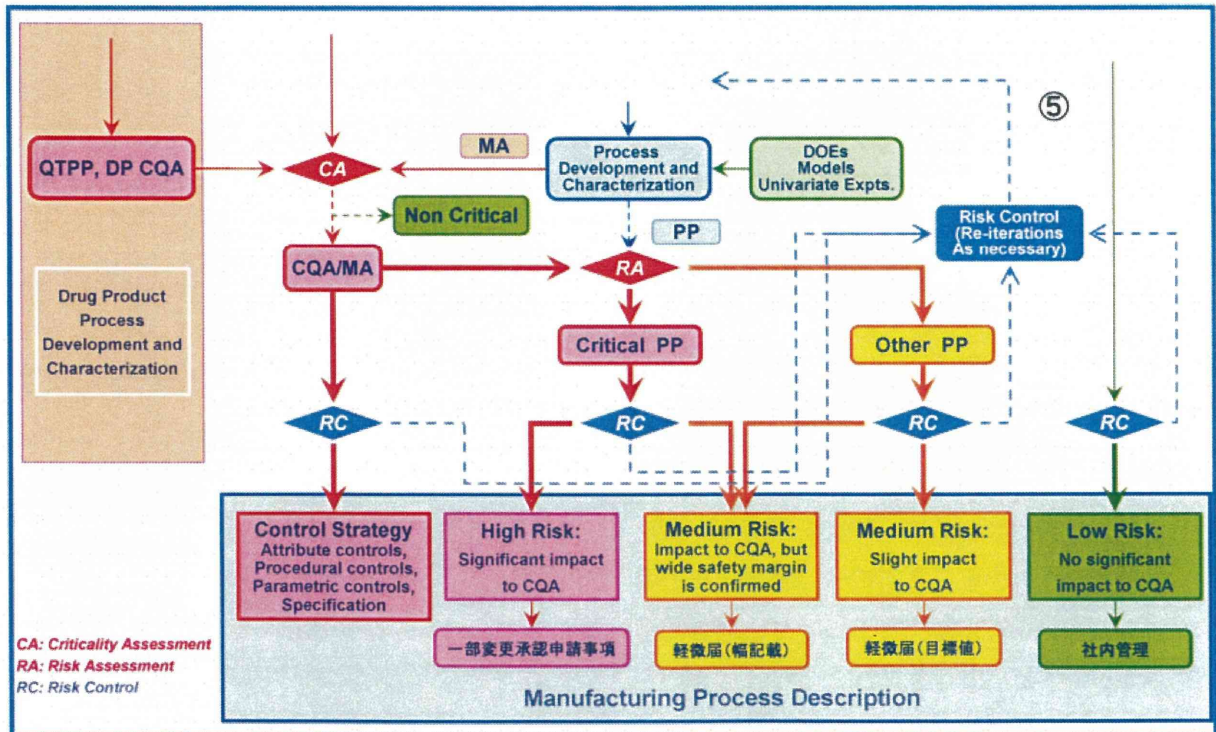 ⑤
QTPP, DP CQA
CA
MA
Process
Development and
Characterization
DOEs
Models
Univariate Expts.
Non Critical
PP
Risk Control
(Re-iterations
As necessary)
CQA/MA
RA
Drug Product
Process
Development and
Characterization
Critical PP
Other PP
RC
RC
RC
RC
Control Strategy
Attribute controls,
Procedural controls,
Parametric controls,
Specification
High Risk:
Significant impact
to CQA
Medium Risk:
Impact to CQA, but
wide safety margin
is confirmed
Medium Risk:
Slight impact
to CQA
Low Risk:
No significant
impact to CQA
一部変更承認申請事項
軽微届(幅記載)
軽微届(目標値)
社内管理
CA: Criticality Assessment
RA: Risk Assessment
RC: Risk Control
Manufacturing Process Description